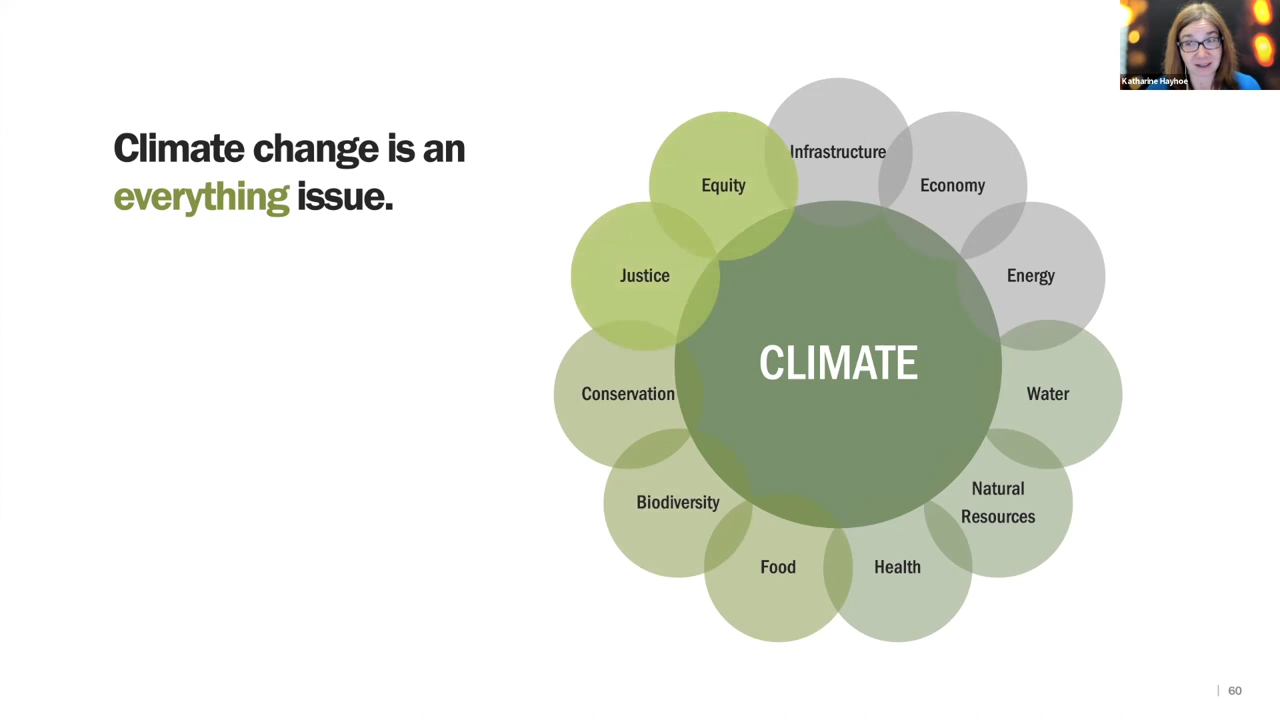 Katharine Hayhoe
Climate change is an
everything issue.
Infrastructure
Equity
Economy
Justice
Energy
CLIMATE
Conservation
Water
Biodiversity
Natural
Resources
Food
Health
60